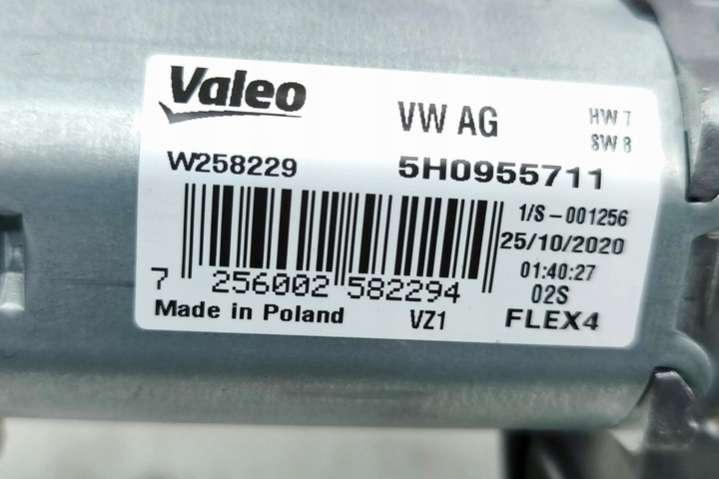 Valeo
VW AG
HW 7
SW 8
W258229
5H0955711
1/S-001256
25/10/2020
01:40:27
7 256002 582294
02S
Made in Poland
VZ1
FLEX4